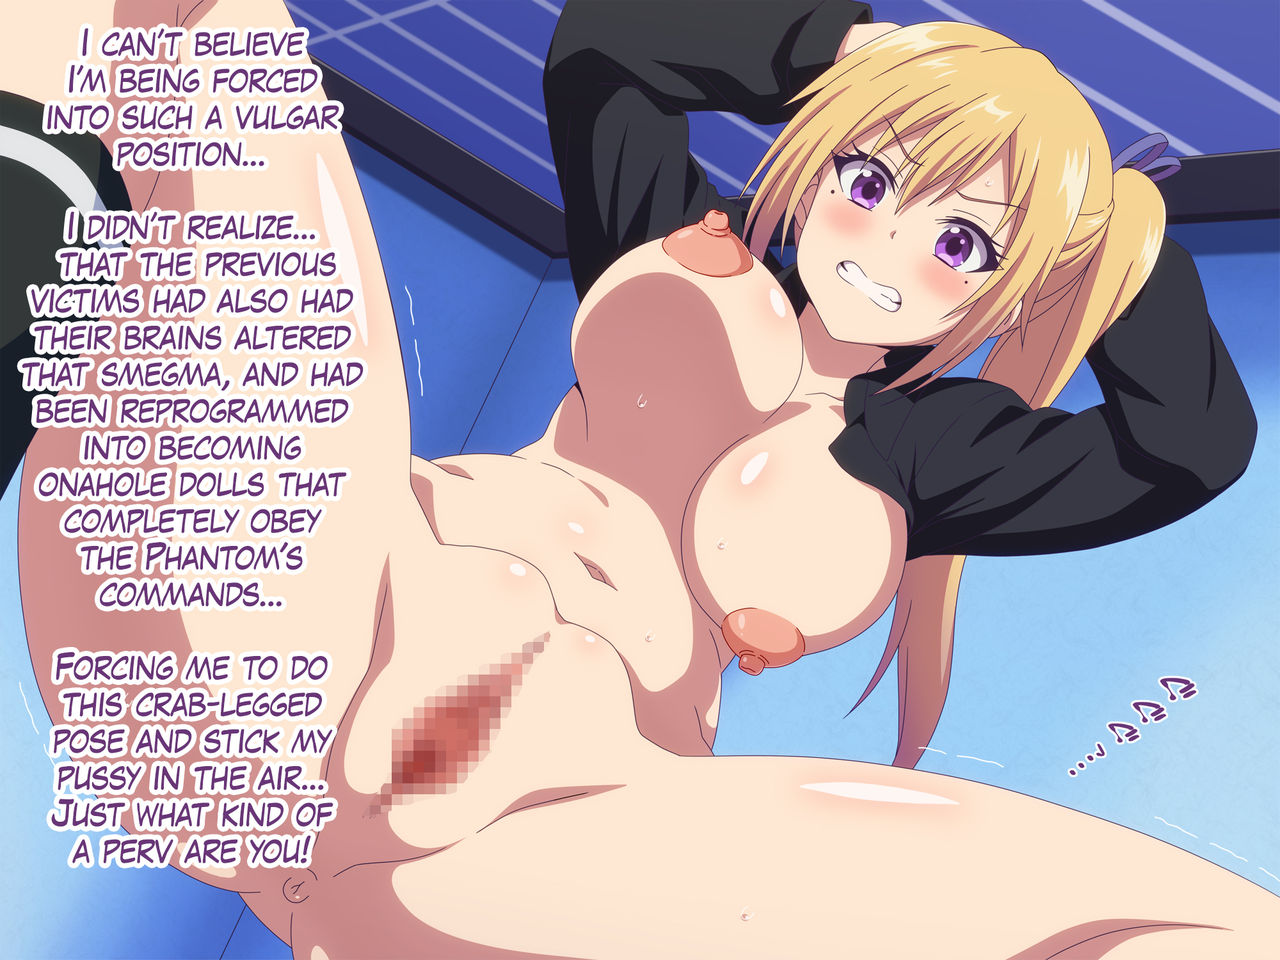 I can't believe
I'm being forced
into such a vulgar
position...
I didn't realize...
that the previous
victims had also had
their brains altered
that smegma, and had
been reprogrammed
into becoming
onahole dolls that
completely obey
the Phantom's
commands...
Forcing me to do
this crab-legged
pose and stick my
pussy in the air...
Just what kind of
a perv are you!